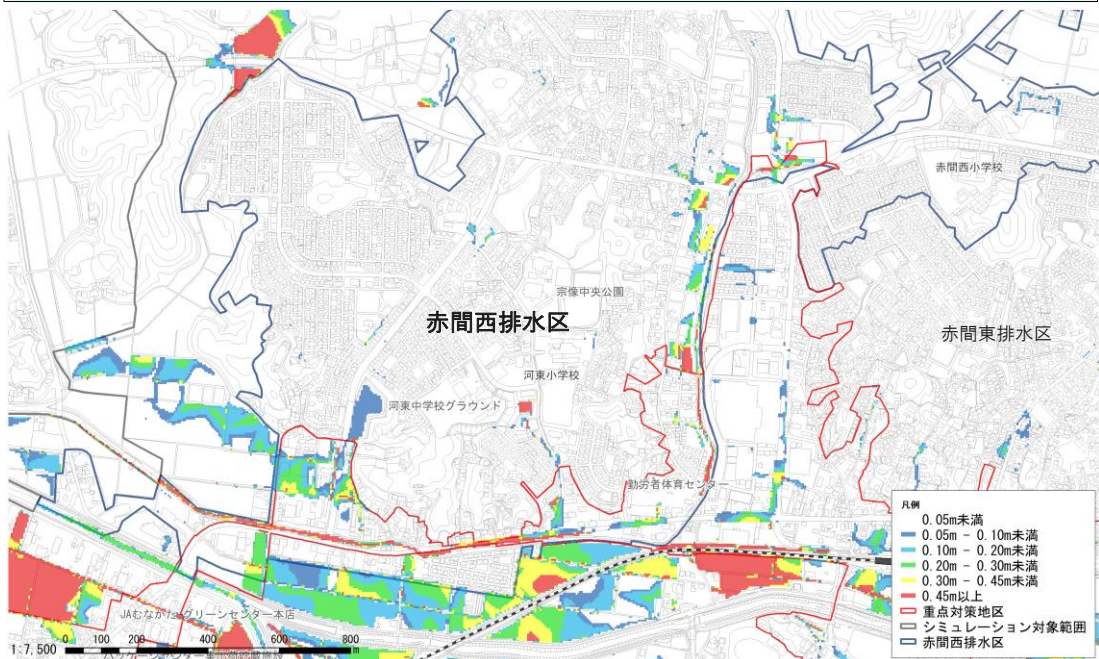 赤間西小学校
宗像中央公園
赤間西排水区
赤間東排水区
河東小学校
河東中学校グラウンド
勤労者体育センター
JAむなかた グリーンセンター本店
1:7,500
0 100 200 400 600 800
m
凡例
0.05m未満
0.05m - 0.10m未満
0.10m - 0.20m未満
0.20m - 0.30m未満
0.30m - 0.45m未満
0.45m以上
重点対策地区
シミュレーション対象範囲
赤間西排水区